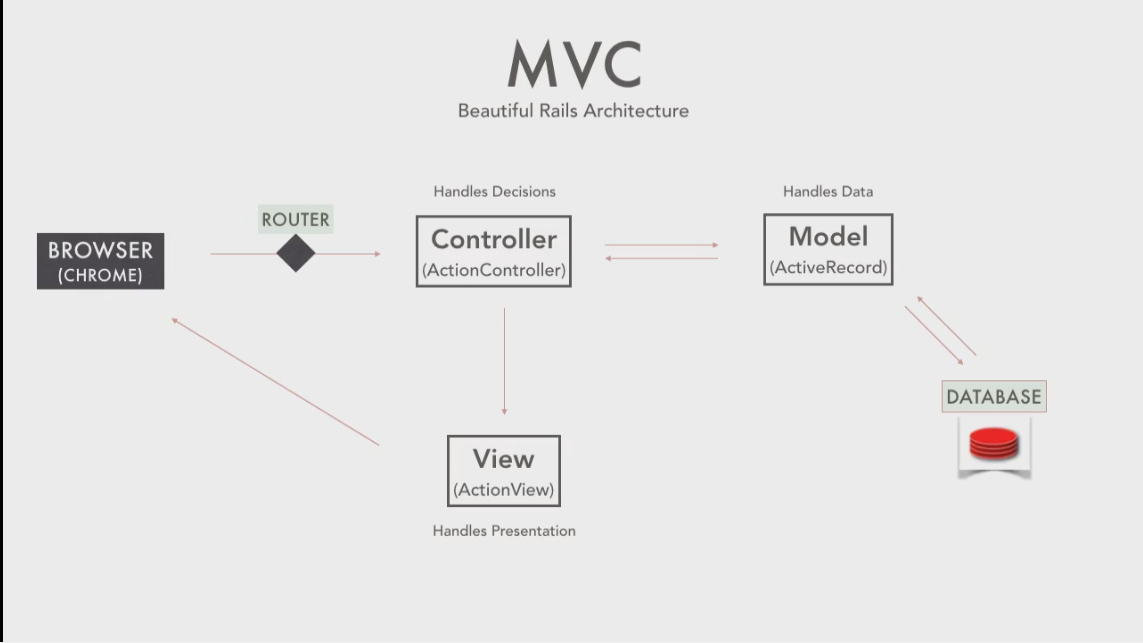 MVC
Beautiful Rails Architecture
Handles Decisions
Handles Data
ROUTER
BROWSER
(CHROME)
Controller
(ActionController)
Model
(ActiveRecord)
DATABASE
View
(ActionView)
Handles Presentation